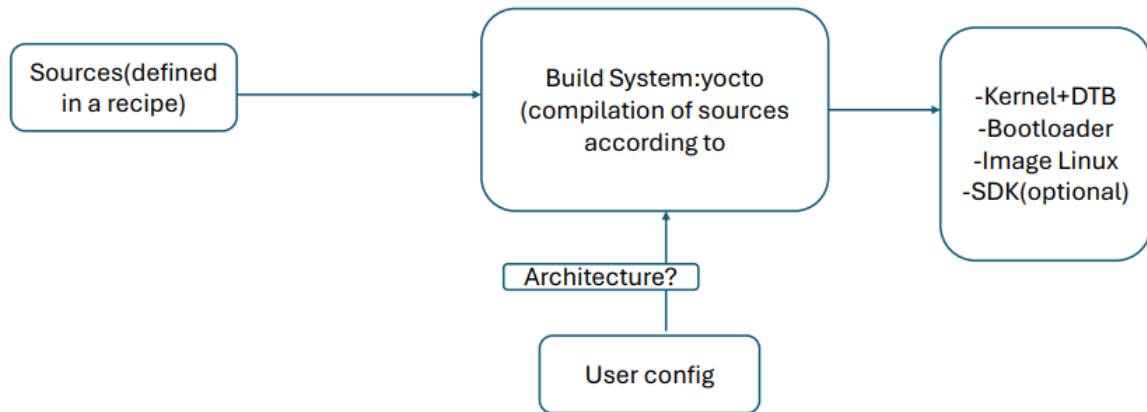 Sources(defined
in a recipe)
Build System:yocto
(compilation of sources
according to
-Kernel+DTB
-Bootloader
-Image Linux
-SDK(optional)
Architecture?
User config